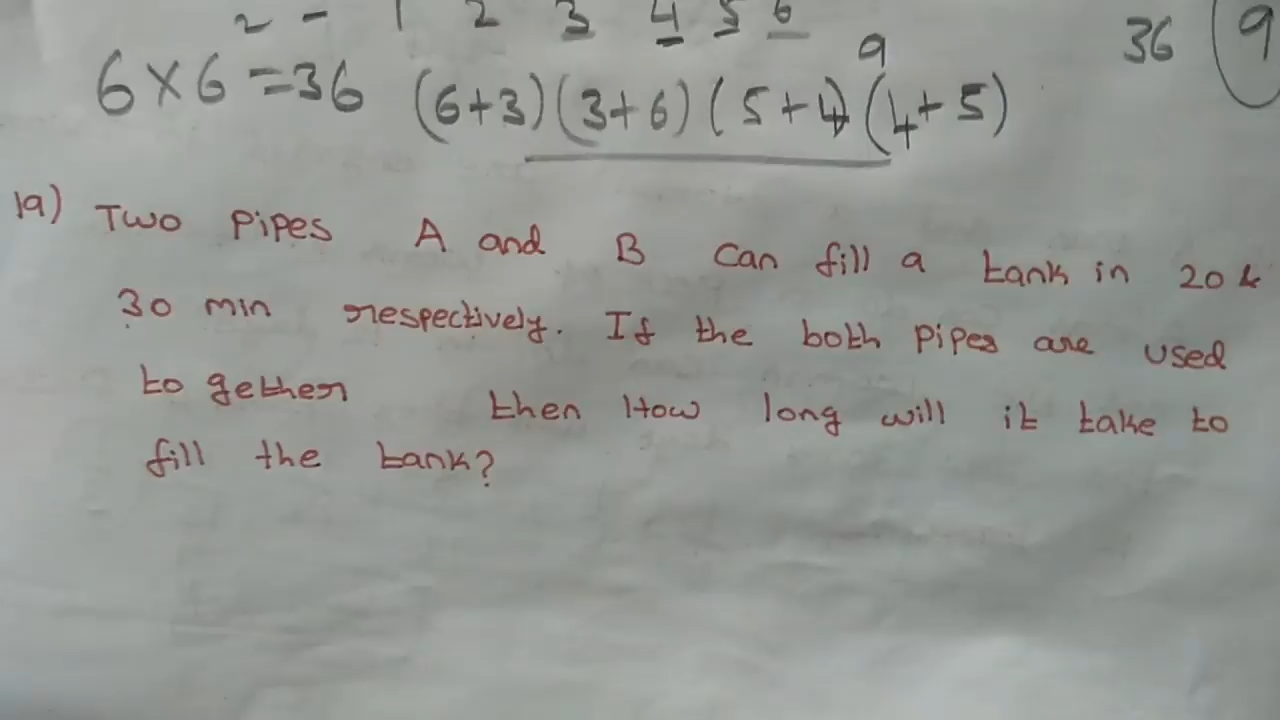 2 - 1 2 3 4 5 6
9
6 × 6 = 36 (6+3) (3+6) (5+4) (4+5) 36 9
19) Two pipes A and B can fill a tank in 20 &
30 min respectively. If the both pipes are used
to gether then How long will it take to
fill the tank?